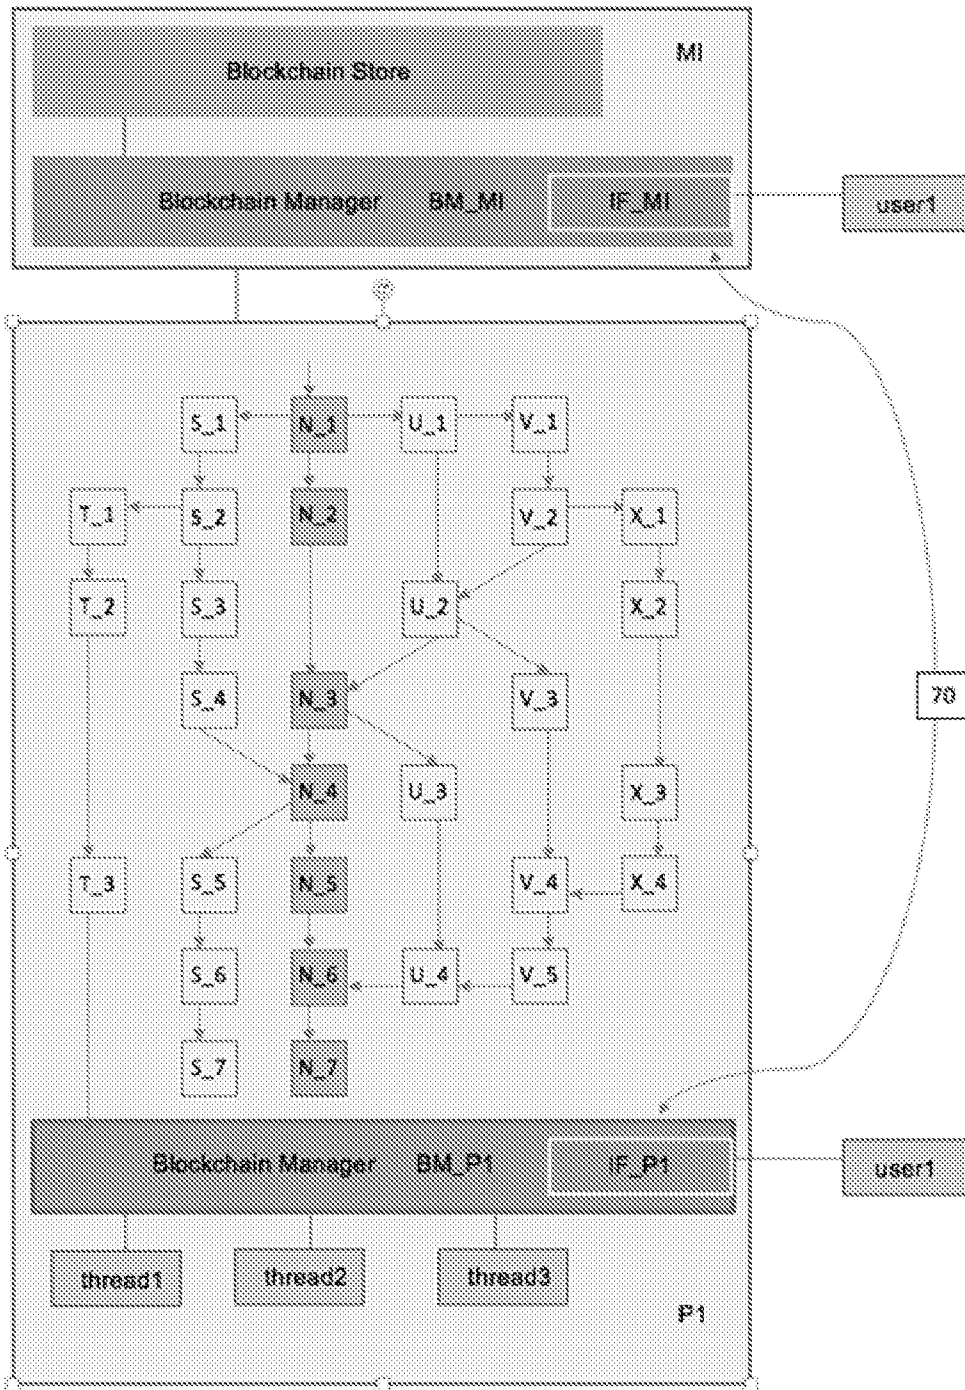 MI
Blockchain Store
Blockchain Manager BM_MI IF_MI
user1
S_1 N_1 U_1 V_1
T_1 S_2 N_2 V_2 X_1
T_2 S_3 U_2 X_2
S_4 N_3 V_3
70
N_4 U_3 X_3
T_3 S_5 N_5 V_4 X_4
S_6 N_6 U_4 V_5
S_7 N_7
Blockchain Manager BM_P1 IF_P1
user1
thread1 thread2 thread3
P1